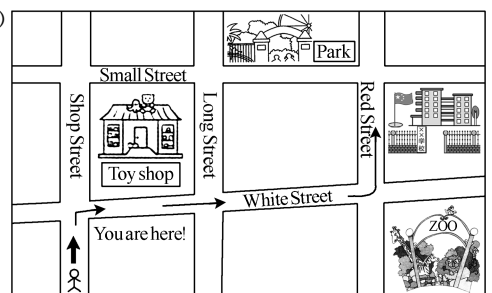 )
Park
Small Street
Shop Street
Long Street
Red Street
Toy shop
White Street
ZOO
You are here!